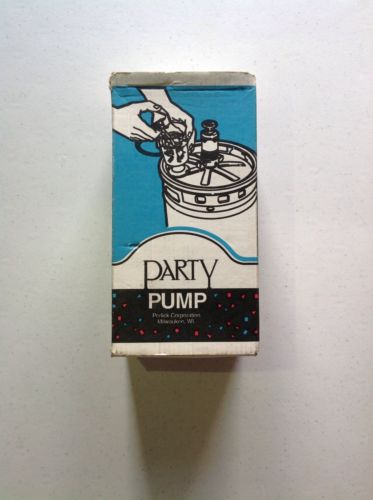 PARTY
PUMP
Perlick Corporation
Milwaukee, WI